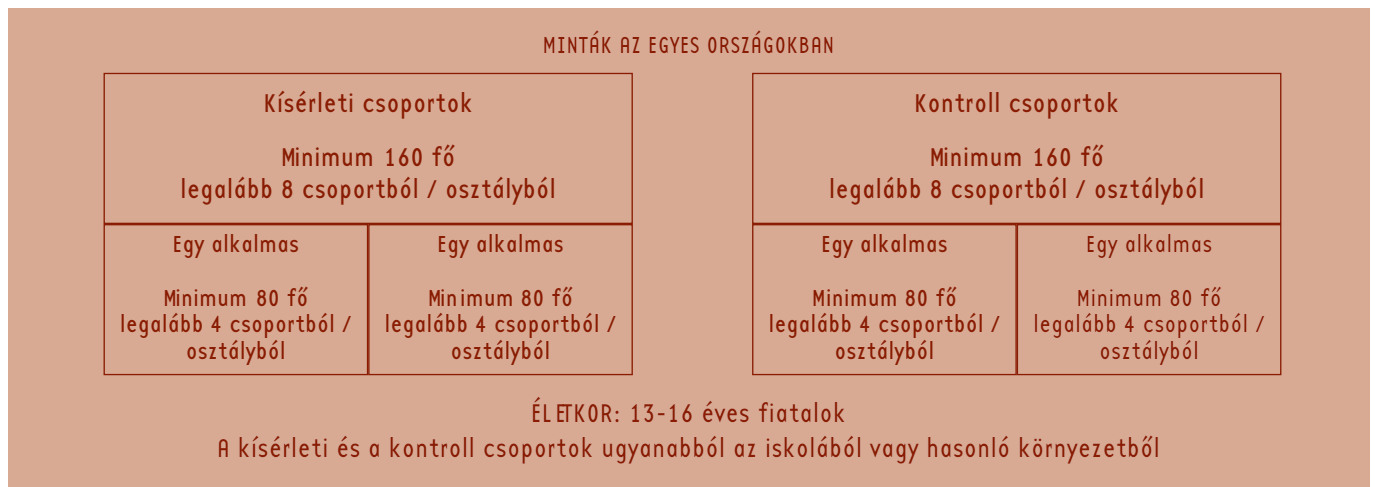 MINTÁK AZ EGYES ORSZÁGOKBAN
Kísérleti csoportok
Minimum 160 fő
legalább 8 csoportból / osztályból
Egy alkalmas
Minimum 80 fő
legalább 4 csoportból /
osztályból
Egy alkalmas
Minimum 80 fő
legalább 4 csoportból /
osztályból
Kontroll csoportok
Minimum 160 fő
legalább 8 csoportból / osztályból
Egy alkalmas
Minimum 80 fő
legalább 4 csoportból /
osztályból
Egy alkalmas
Minimum 80 fő
legalább 4 csoportból /
osztályból
ÉLETKOR: 13-16 éves fiatalok
A kísérleti és a kontroll csoportok ugyanabból az iskolából vagy hasonló környezetből